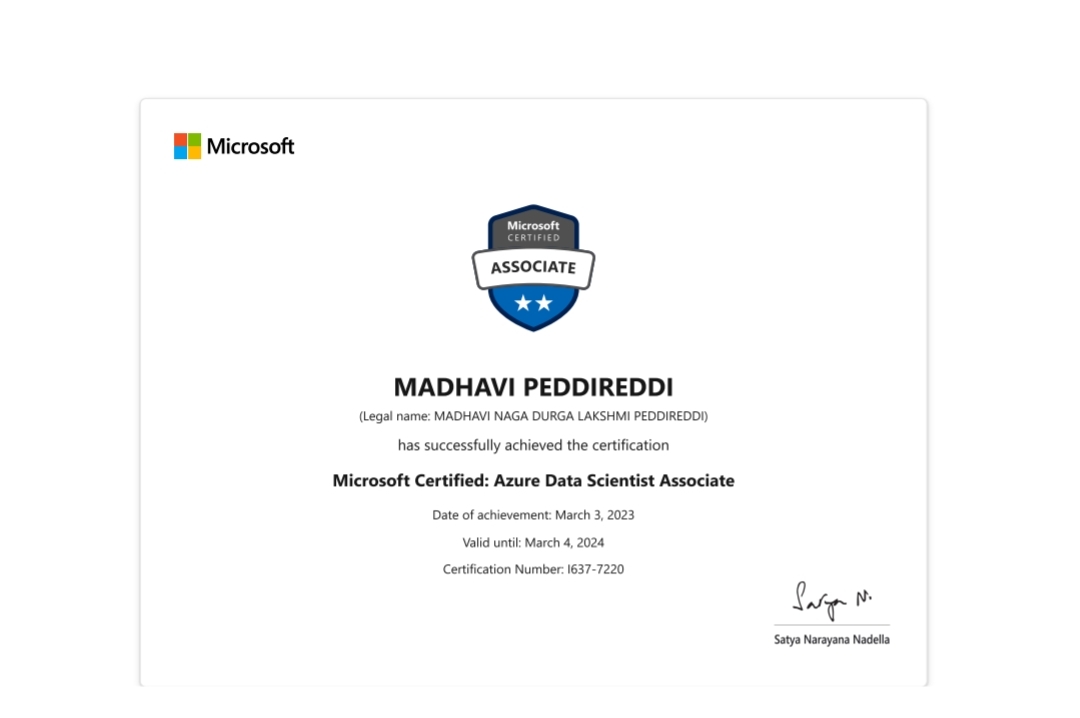 Microsoft
Microsoft
CERTIFIED
ASSOCIATE
MADHAVI PEDDIREDDI
(Legal name: MADHAVI NAGA DURGA LAKSHMI PEDDIREDDI)
has successfully achieved the certification
Microsoft Certified: Azure Data Scientist Associate
Date of achievement: March 3, 2023
Valid until: March 4, 2024
Certification Number: I637-7220
Satya N.
Satya Narayana Nadella